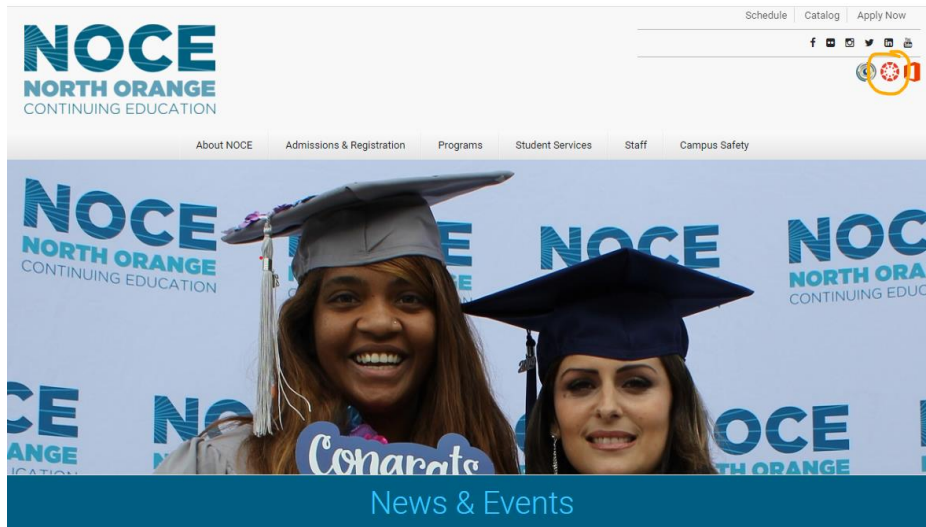 Schedule Catalog Apply Now
NOCE
NORTH ORANGE
CONTINUING EDUCATION
About NOCE Admissions & Registration Programs Student Services Staff Campus Safety
NOCE
NORTH ORANGE
CONTINUING EDUCATION
NOCE
NOC
NORTH ORA
CONTINUING EDUC
CE
ANGE
NO
OCE
TH ORANGE
Congrats
News & Events